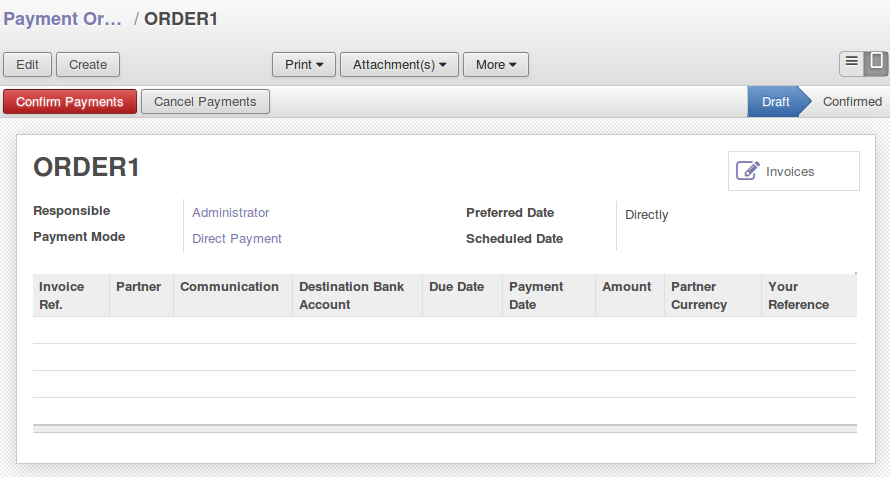 Payment Or… / ORDER1
Edit Create Print Attachment(s) More
Confirm Payments Cancel Payments Draft Confirmed
ORDER1
Invoices
Responsible Administrator Preferred Date Directly
Payment Mode Direct Payment Scheduled Date
Invoice Ref. Partner Communication Destination Bank Account Due Date Payment Date Amount Partner Currency Your Reference